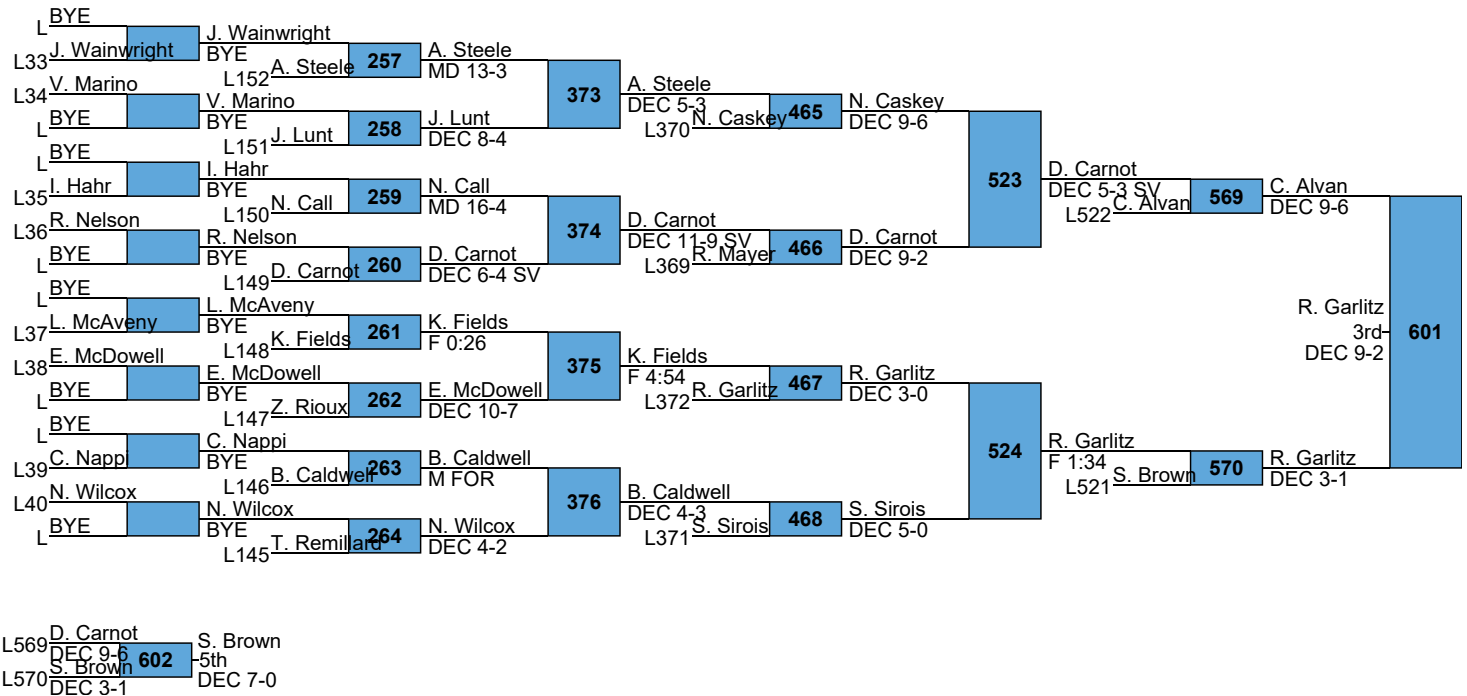 BYE
L
J. Wainwright
L33
J. Wainwright
BYE
A. Steele
L152
257
A. Steele
MD 13-3
V. Marino
L34
BYE
L
V. Marino
BYE
J. Lunt
L151
258
J. Lunt
DEC 8-4
373
A. Steele
DEC 5-3
N. Caskey
L370
465
N. Caskey
DEC 9-6
BYE
L
I. Hahr
L35
I. Hahr
BYE
N. Call
L150
259
N. Call
MD 16-4
R. Nelson
L36
BYE
L
R. Nelson
BYE
D. Carnot
L149
260
D. Carnot
DEC 6-4 SV
374
D. Carnot
DEC 11-9 SV
R. Mayer
L369
466
D. Carnot
DEC 9-2
523
D. Carnot
DEC 5-3 SV
C. Alvan
L522
569
C. Alvan
DEC 9-6
BYE
L
L. McAveny
L37
L. McAveny
BYE
K. Fields
L148
261
K. Fields
F 0:26
E. McDowell
L38
BYE
L
E. McDowell
BYE
Z. Rioux
L147
262
E. McDowell
DEC 10-7
375
K. Fields
F 4:54
R. Garlitz
L372
467
R. Garlitz
DEC 3-0
BYE
L
C. Nappi
L39
C. Nappi
BYE
B. Caldwell
L146
263
B. Caldwell
M FOR
N. Wilcox
L40
BYE
L
N. Wilcox
BYE
T. Remillard
L145
264
N. Wilcox
DEC 4-2
376
B. Caldwell
DEC 4-3
S. Sirois
L371
468
S. Sirois
DEC 5-0
524
R. Garlitz
F 1:34
S. Brown
L521
570
R. Garlitz
DEC 3-1
R. Garlitz
3rd
DEC 9-2
601
L569
D. Carnot
DEC 9-6
L570
S. Brown
DEC 3-1
602
S. Brown
5th
DEC 7-0